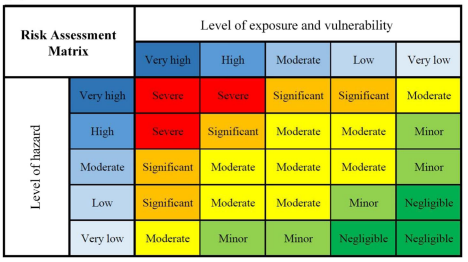 Risk Assessment
Matrix
Level of exposure and vulnerability
Very high High Moderate Low Very low
Level of hazard
Very high Severe Severe Significant Significant Moderate
High Severe Significant Moderate Moderate Minor
Moderate Significant Moderate Moderate Moderate Minor
Low Significant Moderate Moderate Minor Negligible
Very low Moderate Minor Minor Negligible Negligible